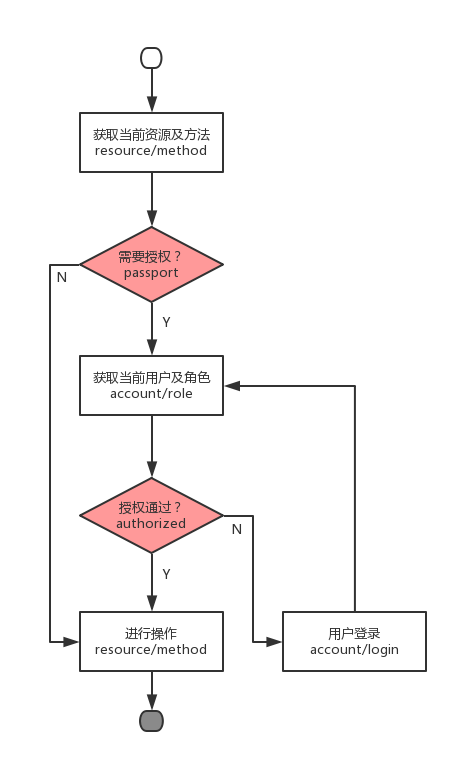 获取当前资源及方法
resource/method
需要授权？
passport
N
Y
获取当前用户及角色
account/role
授权通过？
authorized
N
Y
进行操作
resource/method
用户登录
account/login